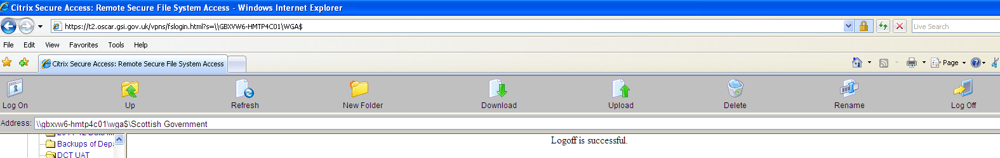 Citrix Secure Access: Remote Secure File System Access - Windows Internet Explorer
https://t2.oscar.gsi.gov.uk/vpns/fslogin.html?s=\\GBXVW6-HMTP4C01\WGA$ Live Search
File Edit View Favorites Tools Help
Citrix Secure Access: Remote Secure File System Access Page
Log On Up Refresh New Folder Download Upload Delete Rename Log Off
Address: \\gbxvw6-hmtp4c01\wga$\Scottish Government
Logoff is successful.
Backups of Depa
DCT UAT